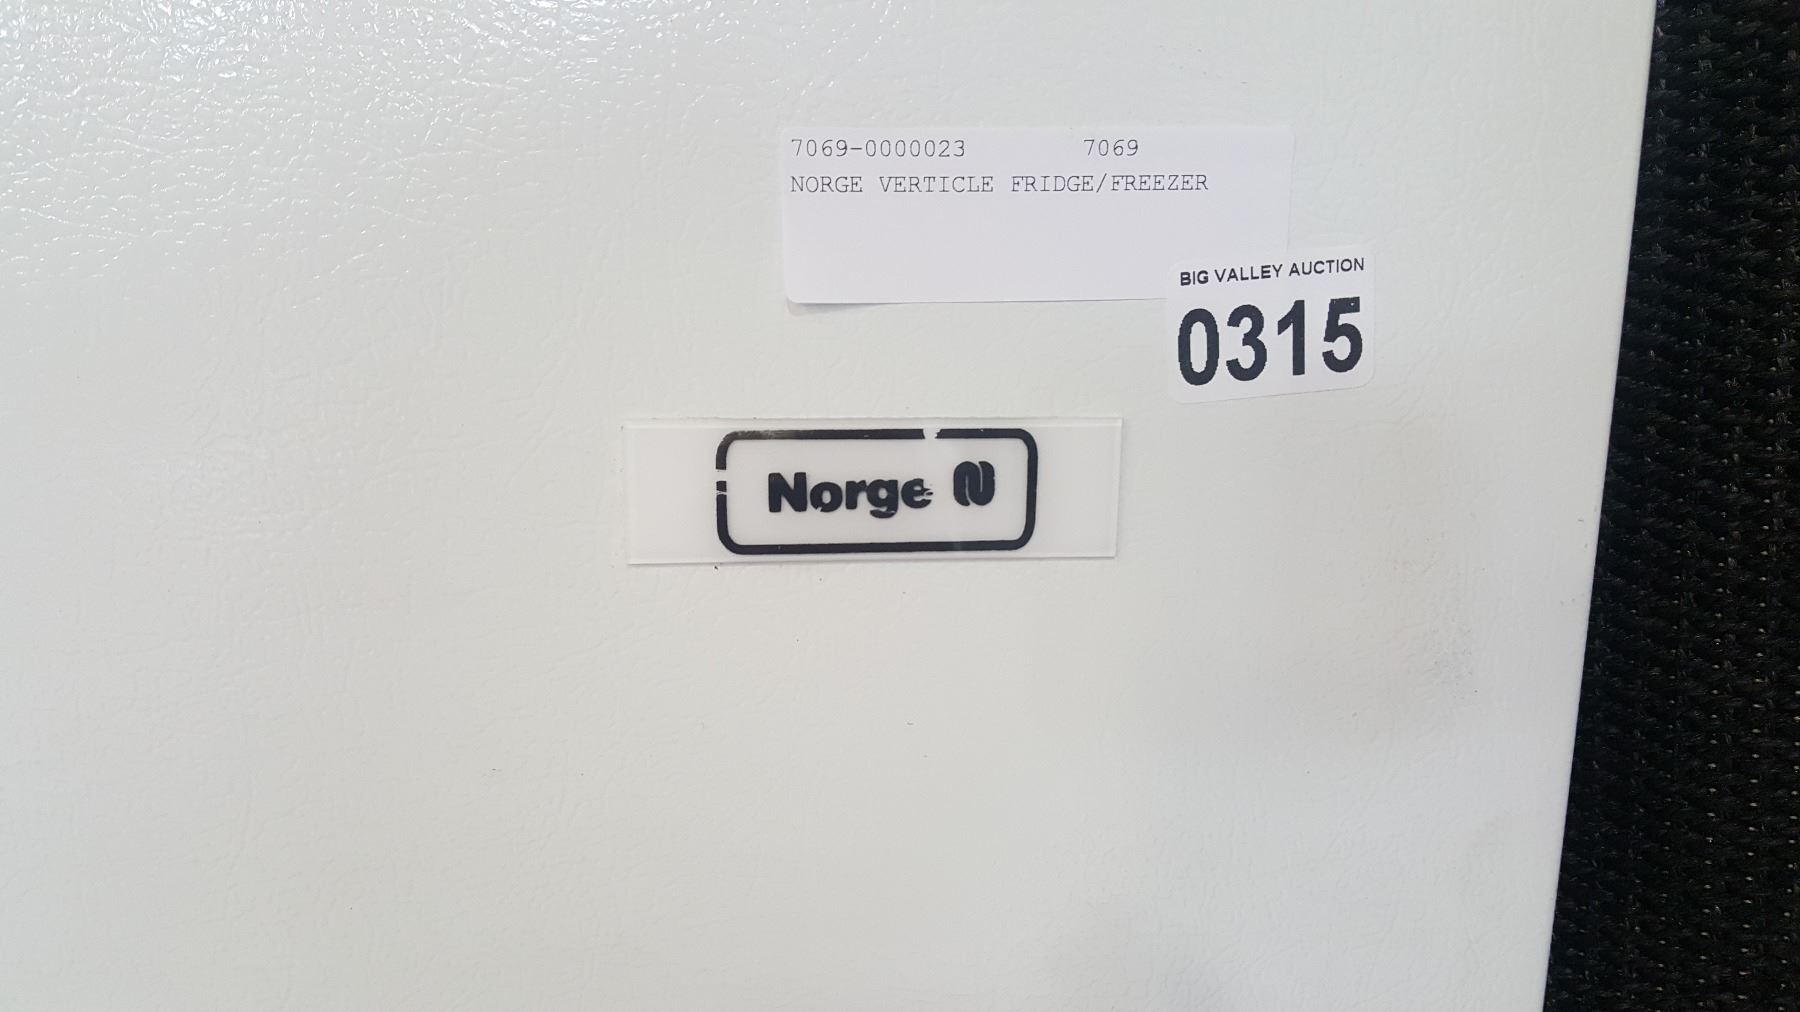 7069-0000023 7069
NORGE VERTICLE FRIDGE/FREEZER
BIG VALLEY AUCTION
0315
Norge N